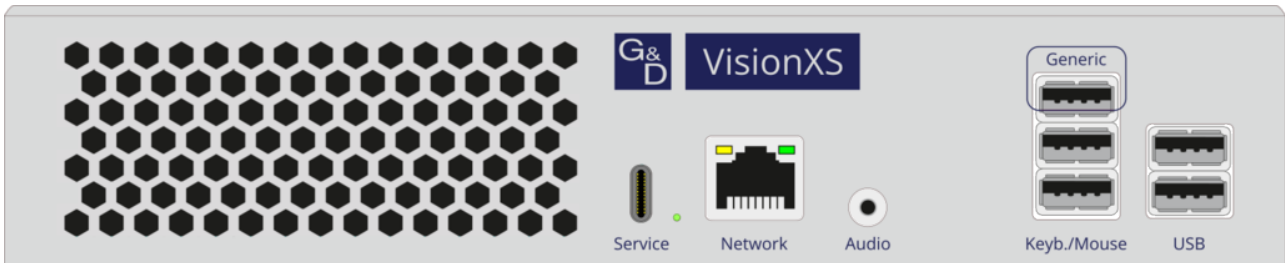 G&D
VisionXS
Generic
Service
Network
Audio
Keyb./Mouse
USB